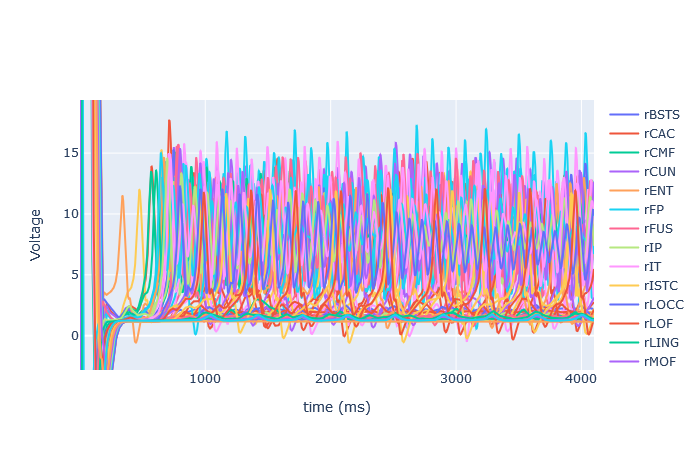 15
10
5
0
Voltage
1000
2000
3000
4000
time (ms)
rBSTS
rCAC
rCMF
rCUN
rENT
rFP
rFUS
rIP
rIT
rISTC
rLOCC
rLOF
rLING
rMOF